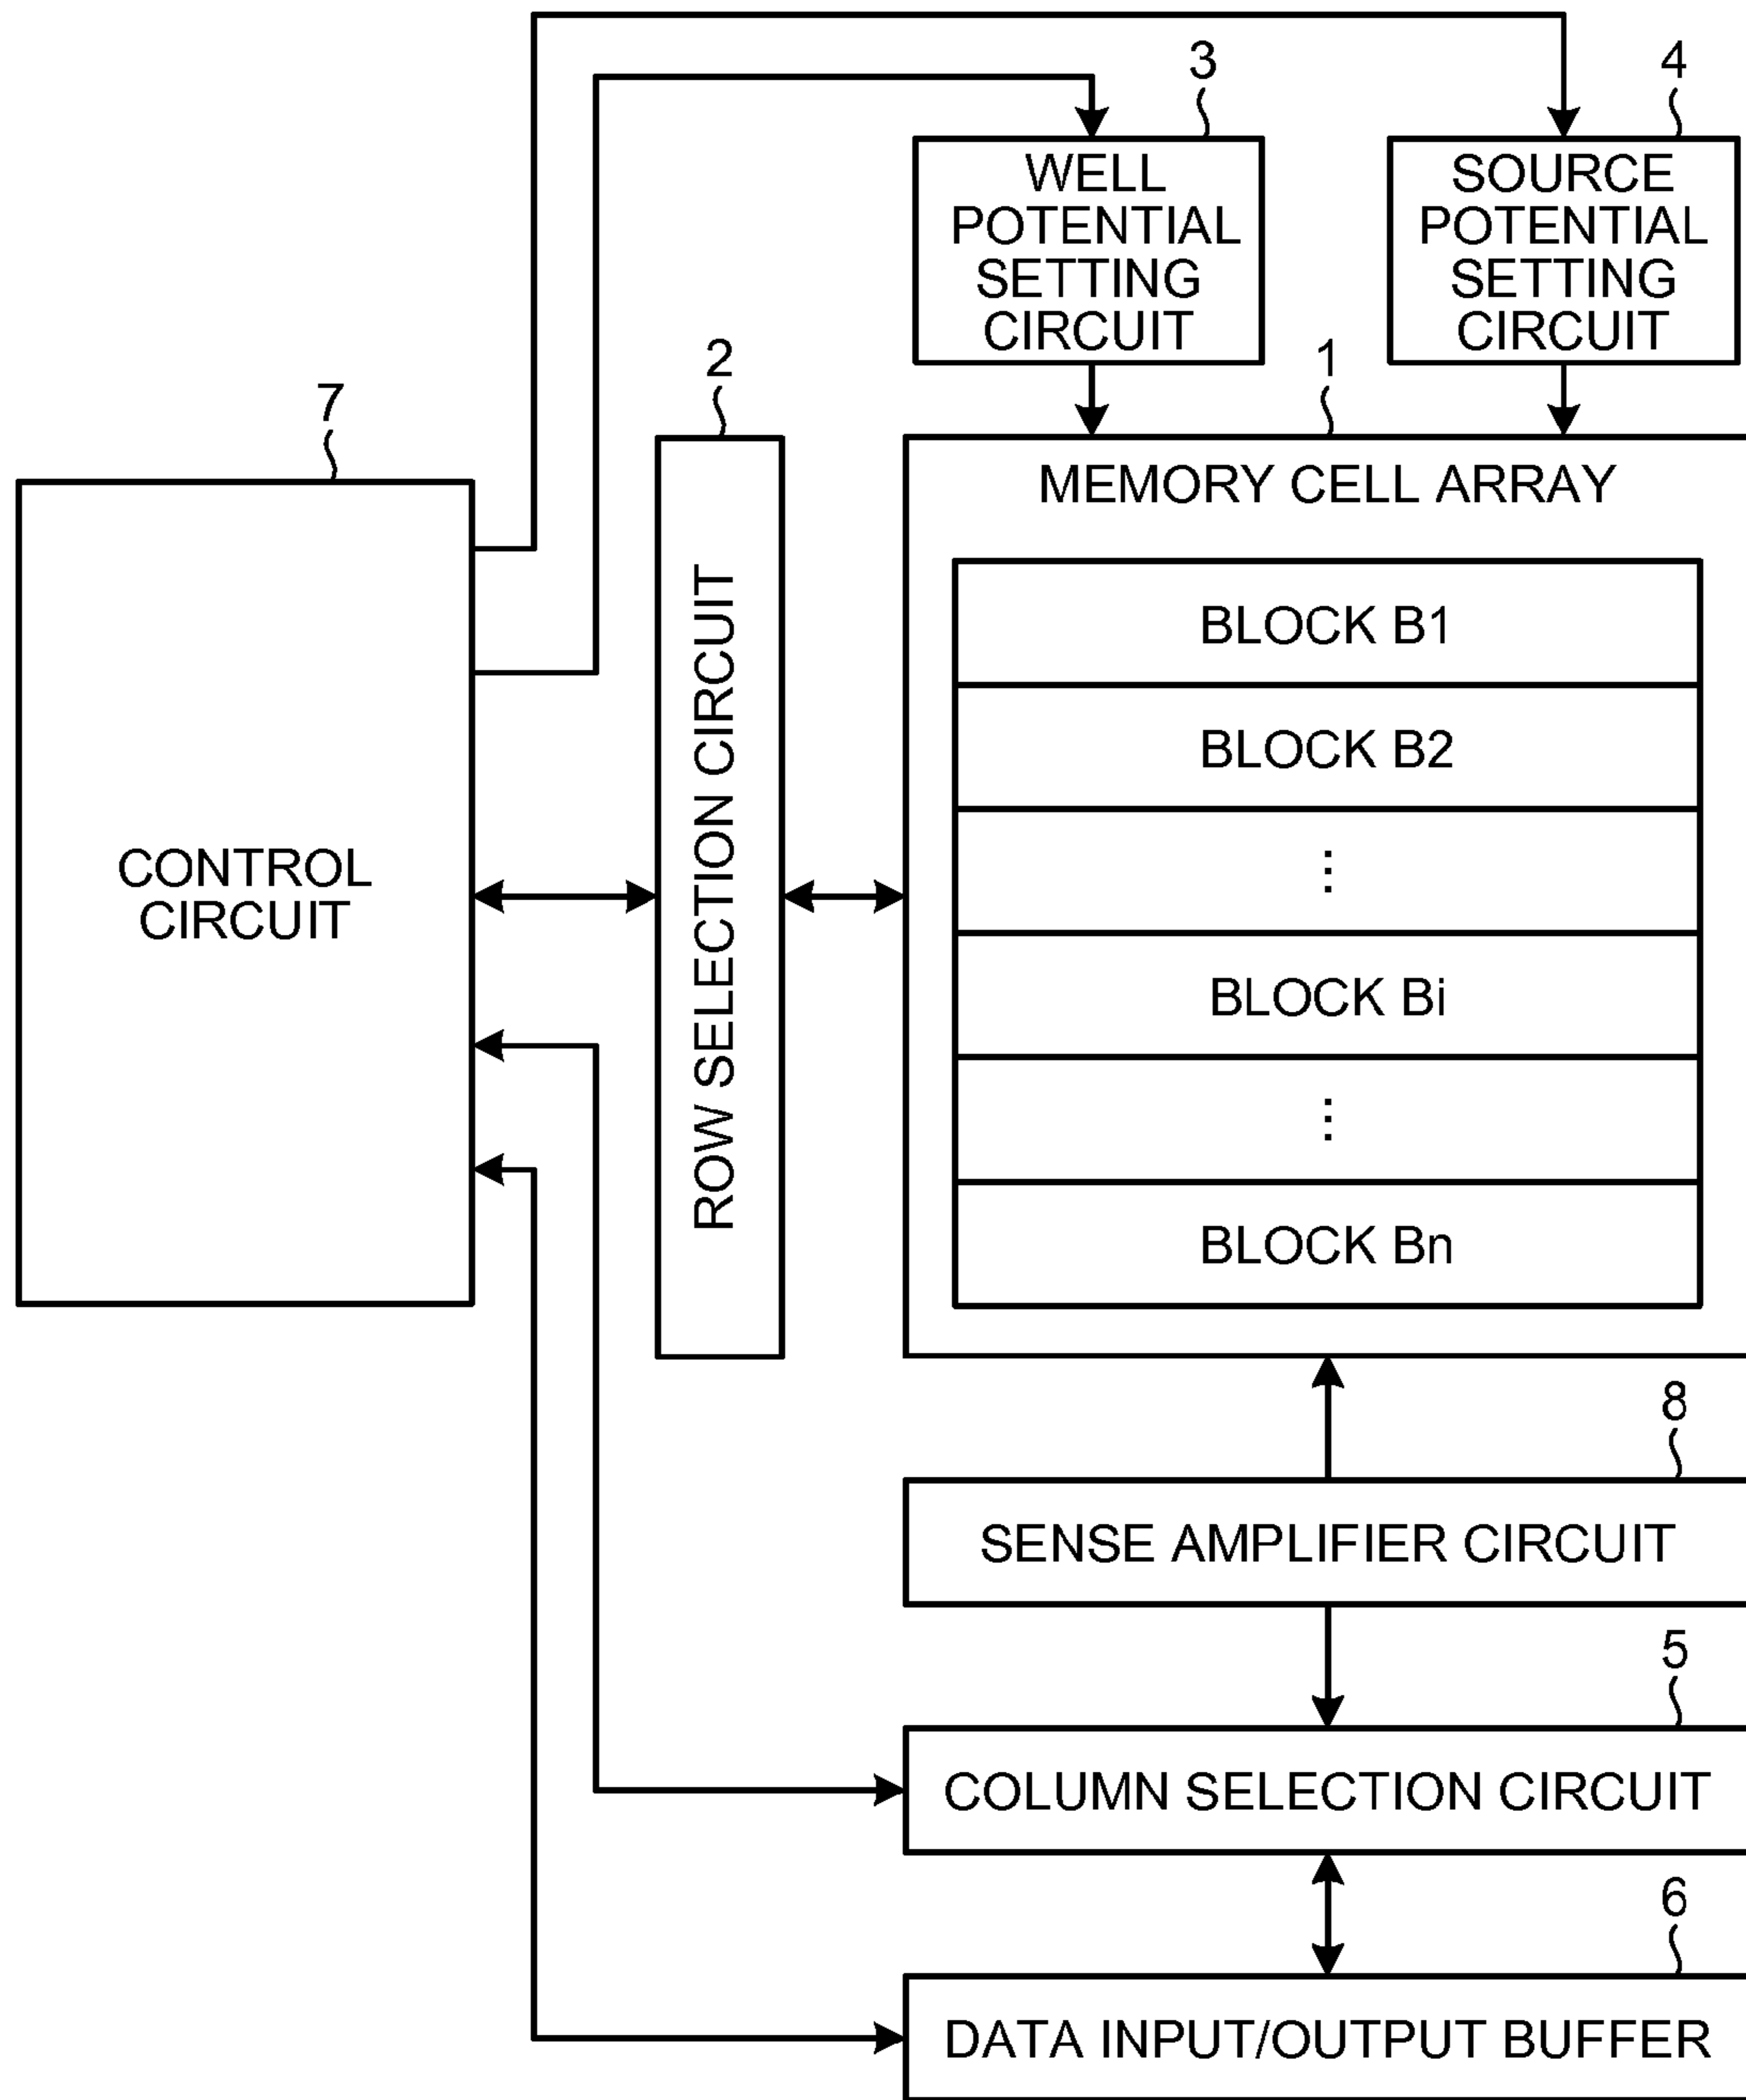 3
4
WELL
POTENTIAL
SETTING
CIRCUIT
SOURCE
POTENTIAL
SETTING
CIRCUIT
7
2
1
CONTROL
CIRCUIT
ROW SELECTION CIRCUIT
MEMORY CELL ARRAY
BLOCK B1
BLOCK B2
⋮
BLOCK Bi
⋮
BLOCK Bn
8
SENSE AMPLIFIER CIRCUIT
5
COLUMN SELECTION CIRCUIT
6
DATA INPUT/OUTPUT BUFFER